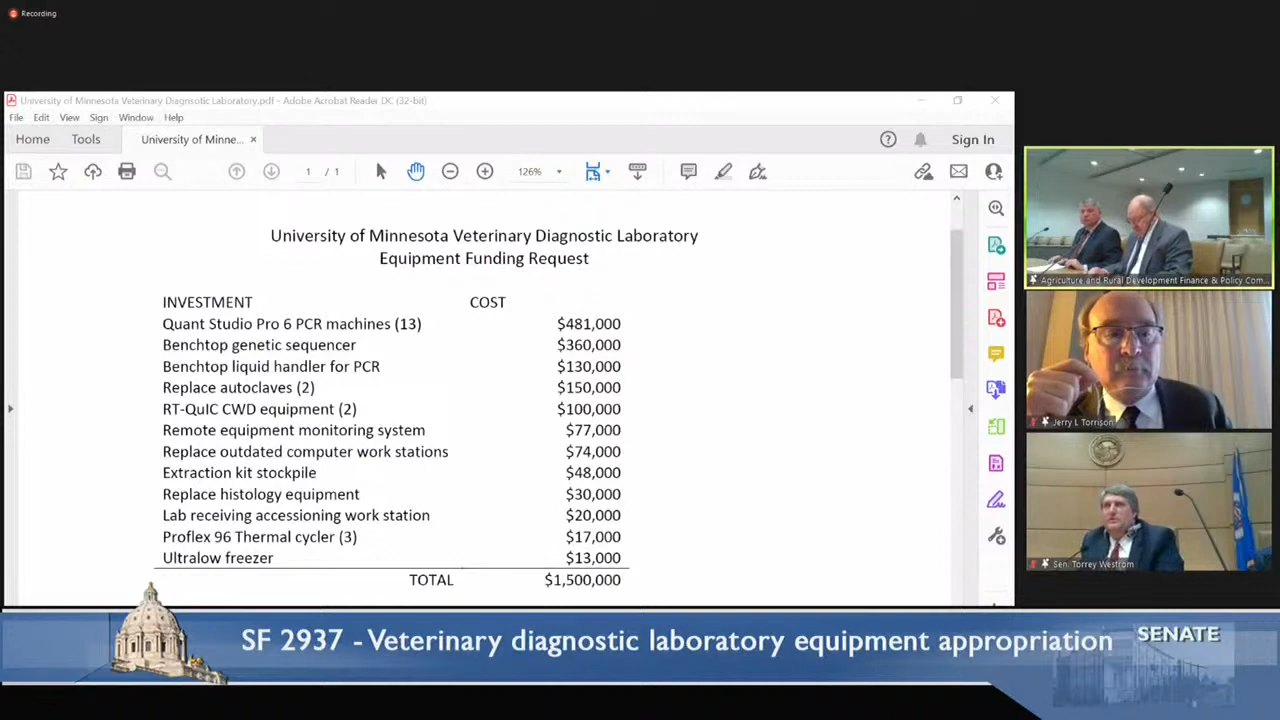 Recording
University of Minnesota Veterinary Diagnostic Laboratory.pdf - Adobe Acrobat Reader DC (32-bit)
File Edit View Sign Window Help
Home Tools University of Minne... × Sign In
1 / 1 126%
University of Minnesota Veterinary Diagnostic Laboratory
Equipment Funding Request
INVESTMENT COST
Quant Studio Pro 6 PCR machines (13) $481,000
Benchtop genetic sequencer $360,000
Benchtop liquid handler for PCR $130,000
Replace autoclaves (2) $150,000
RT-QuIC CWD equipment (2) $100,000
Remote equipment monitoring system $77,000
Replace outdated computer work stations $74,000
Extraction kit stockpile $48,000
Replace histology equipment $30,000
Lab receiving accessioning work station $20,000
Proflex 96 Thermal cycler (3) $17,000
Ultralow freezer $13,000
TOTAL $1,500,000
Agriculture and Rural Development Finance & Policy Com...
Jerry L Torrison
Sen. Torrey Westrom
SF 2937 - Veterinary diagnostic laboratory equipment appropriation
SENATE